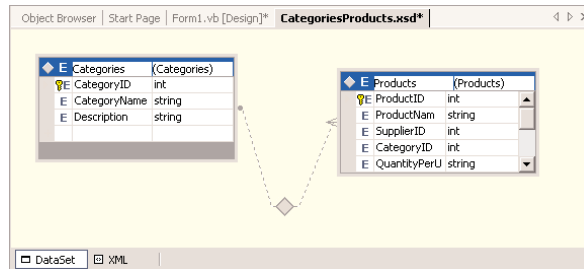 Object Browser | Start Page | Form1.vb [Design]* | CategoriesProducts.xsd*
E Categories (Categories)
E CategoryID int
E CategoryName string
E Description string
E Products (Products)
E ProductID int
E ProductNam string
E SupplierID int
E CategoryID int
E QuantityPerU string
DataSet XML